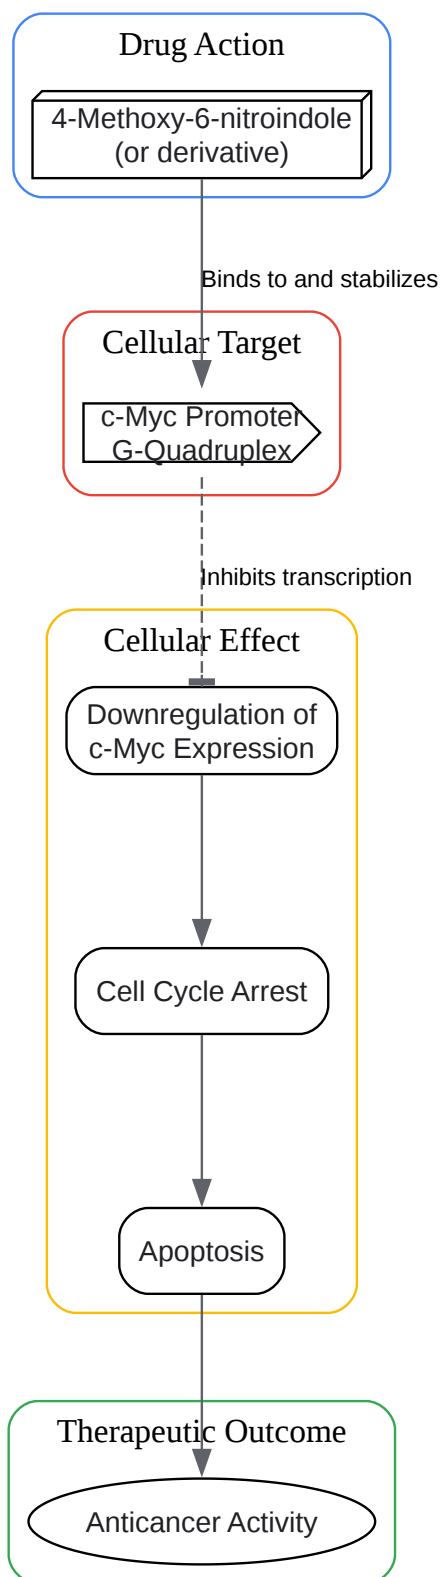 Drug Action
4-Methoxy-6-nitroindole
(or derivative)
Binds to and stabilizes
Cellular Target
c-Myc Promoter
G-Quadruplex
Inhibits transcription
Cellular Effect
Downregulation of
c-Myc Expression
Cell Cycle Arrest
Apoptosis
Therapeutic Outcome
Anticancer Activity